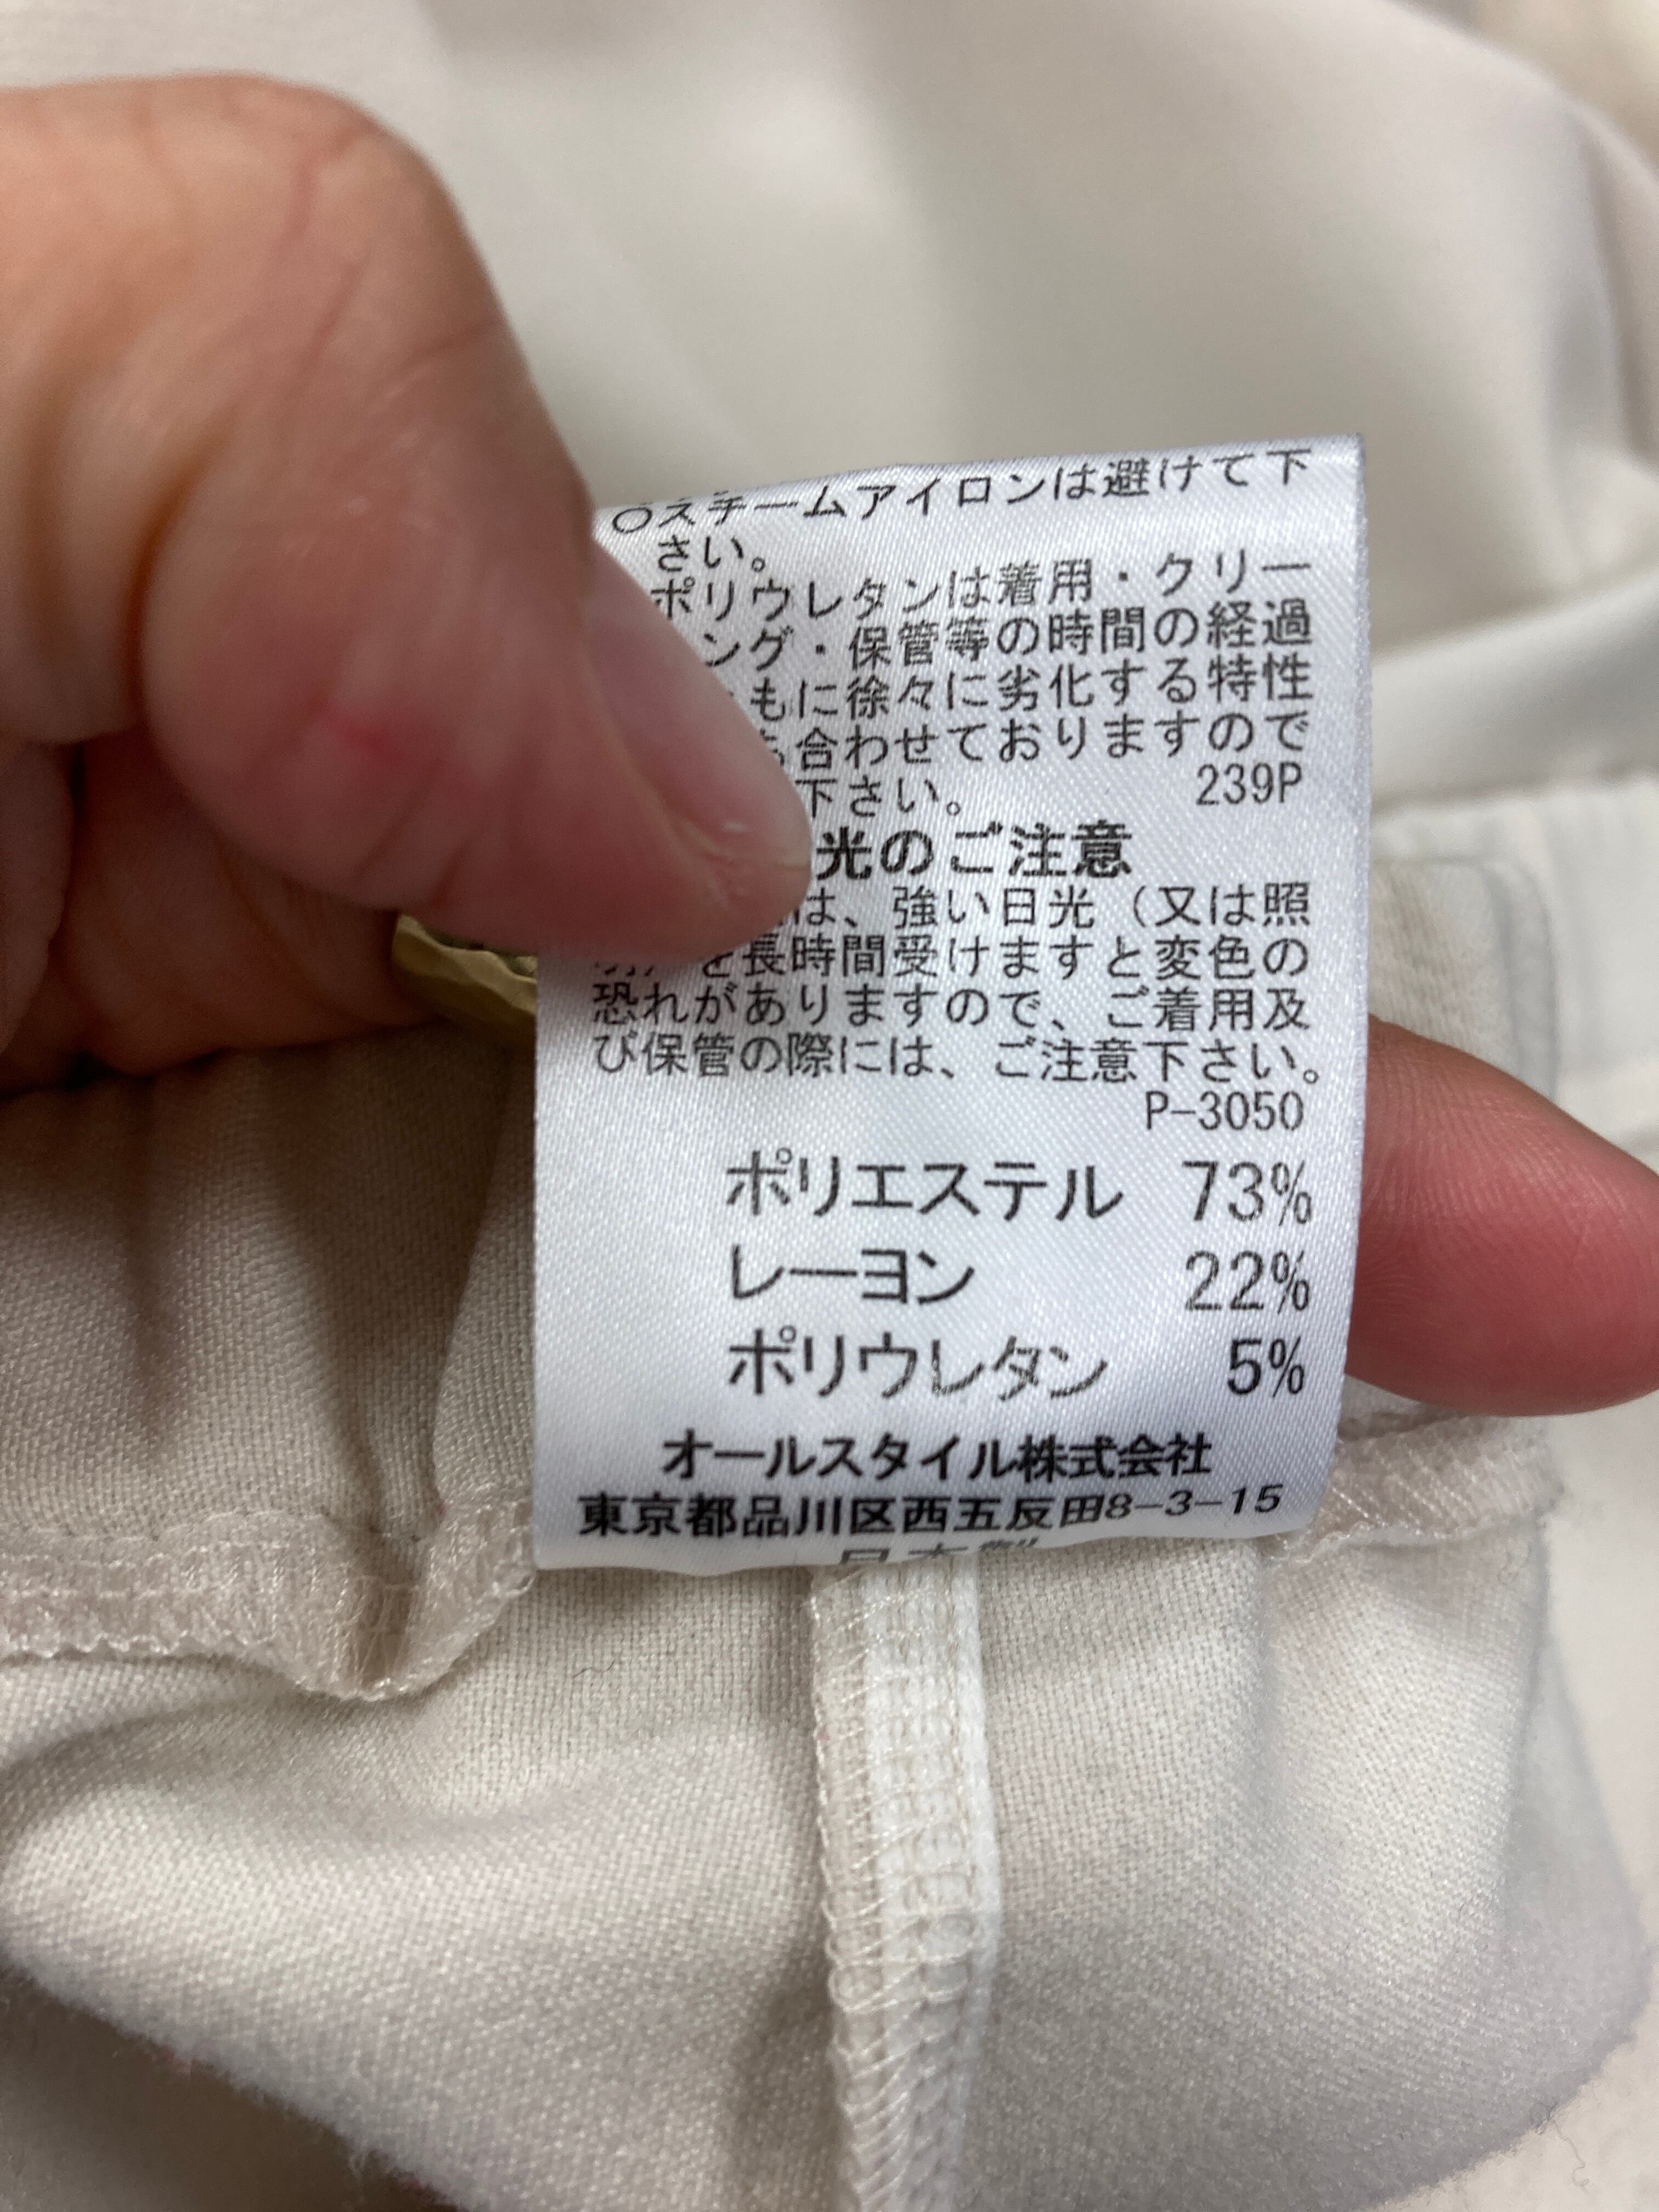 ○スチームアイロンは避けて下
さい。
ポリウレタンは着用・クリー
ング・保管等の時間の経過
もに徐々に劣化する特性
合わせておりますので
下さい。 239P
光のご注意
は、強い日光（又は照
を長時間受けますと変色の
恐れがありますので、ご着用及
び保管の際には、ご注意下さい。
P-3050
ポリエステル 73%
レーヨン 22%
ポリウレタン 5%
オールスタイル株式会社
東京都品川区西五反田8-3-15